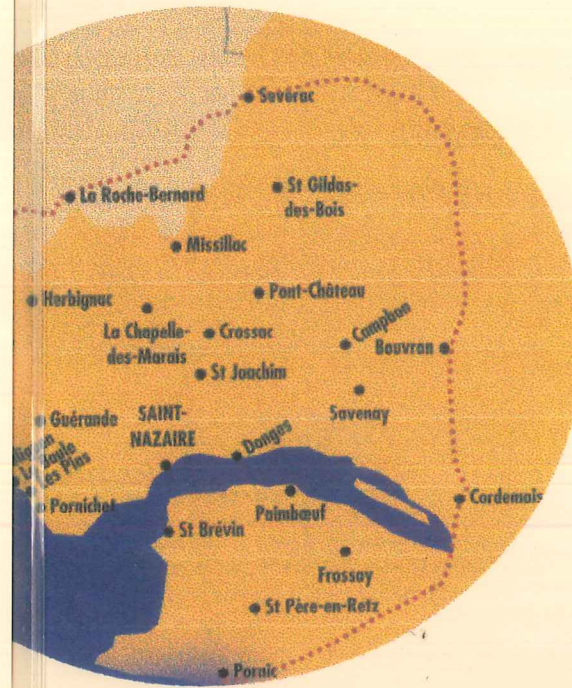 Sévérac
La Roche-Bernard
St Gildas-
des-Bois
Missillac
Herbignac
Pont-Château
La Chapelle-
des-Marais
Crossac
Campbon
Bouvron
St Joachim
Savenay
Guérande
SAINT-
NAZAIRE
Donges
La Baule
Les Pins
Pornichet
Paimbœuf
Cordemais
St Brévin
Frossay
St Père-en-Retz
Pornic